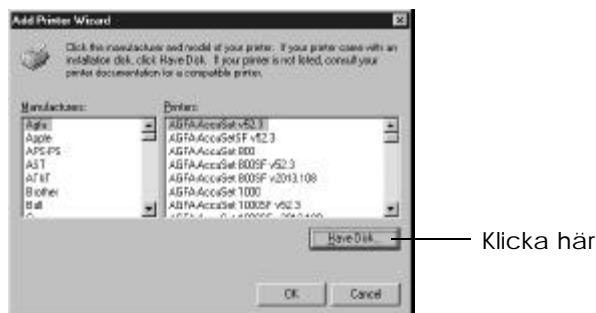 Add Printer Wizard
Click the manufacturer and model of your printer. If your printer came with an
installation disk, click Have Disk. If your printer is not listed, consult your
printer documentation for a compatible printer.
Manufacturers:
Agfa
Apple
APS-PS
AST
AT&T
Brother
Bull
Printers:
AGFA-AccuSet v52.3
AGFA-AccuSetSF v52.3
AGFA-AccuSet 800
AGFA-AccuSet 800SF v52.3
AGFA-AccuSet 800SF v2013.108
AGFA-AccuSet 1000
AGFA-AccuSet 1000SF v52.3
Have Disk...
Klicka här
OK
Cancel